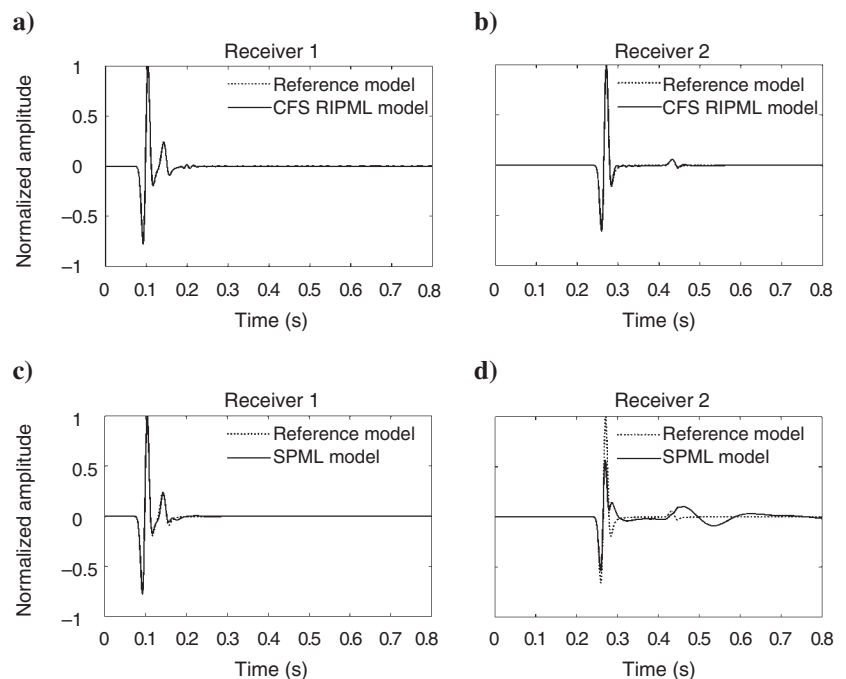 a)
Receiver 1
Reference model
CFS RIPML model
Normalized amplitude
1
0.5
0
−0.5
−1
0 0.1 0.2 0.3 0.4 0.5 0.6 0.7 0.8
Time (s)
b)
Receiver 2
Reference model
CFS RIPML model
0 0.1 0.2 0.3 0.4 0.5 0.6 0.7 0.8
Time (s)
c)
Receiver 1
Reference model
SPML model
Normalized amplitude
1
0.5
0
−0.5
−1
0 0.1 0.2 0.3 0.4 0.5 0.6 0.7 0.8
Time (s)
d)
Receiver 2
Reference model
SPML model
0 0.1 0.2 0.3 0.4 0.5 0.6 0.7 0.8
Time (s)